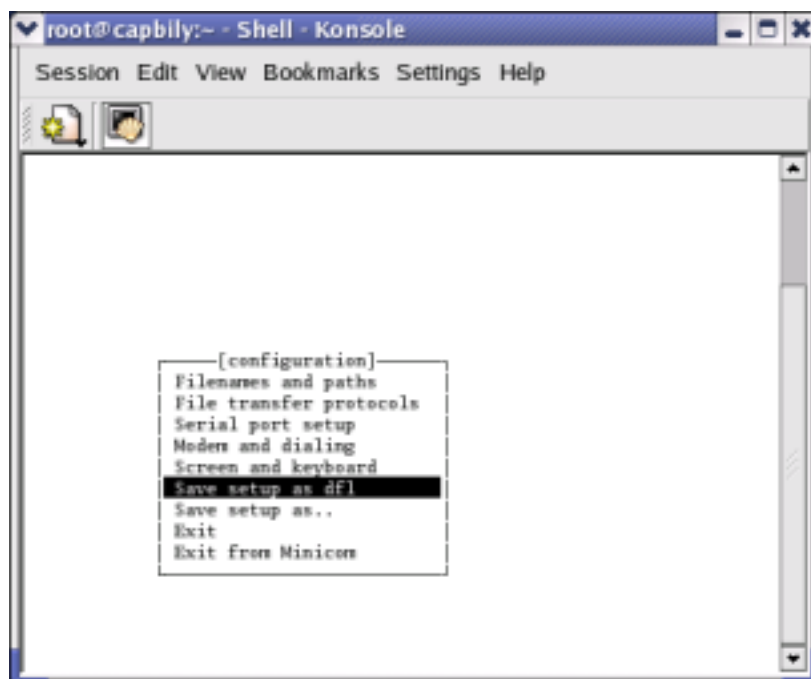 root@capbily:~ - Shell - Konsole
Session Edit View Bookmarks Settings Help
[configuration]
Filenames and paths
File transfer protocols
Serial port setup
Modem and dialing
Screen and keyboard
Save setup as dfl
Save setup as..
Exit
Exit from Minicom